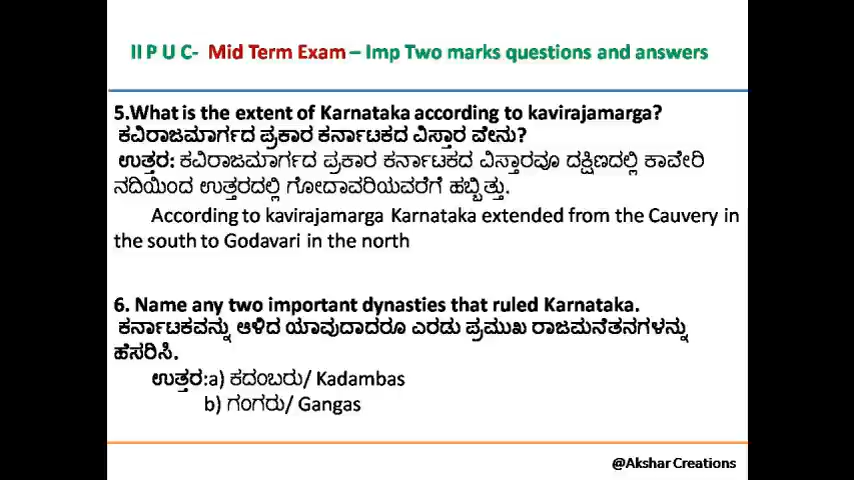 II P U C- Mid Term Exam – Imp Two marks questions and answers
5.What is the extent of Karnataka according to kavirajamarga?
ಕವಿರಾಜಮಾರ್ಗದ ಪ್ರಕಾರ ಕರ್ನಾಟಕದ ವಿಸ್ತಾರ ವೇನು?
ಉತ್ತರ: ಕವಿರಾಜಮಾರ್ಗದ ಪ್ರಕಾರ ಕರ್ನಾಟಕದ ವಿಸ್ತಾರವೂ ದಕ್ಷಿಣದಲ್ಲಿ ಕಾವೇರಿ
ನದಿಯಿಂದ ಉತ್ತರದಲ್ಲಿ ಗೋದಾವರಿಯವರೆಗೆ ಹಬ್ಬಿತ್ತು.
According to kavirajamarga Karnataka extended from the Cauvery in
the south to Godavari in the north
6. Name any two important dynasties that ruled Karnataka.
ಕರ್ನಾಟಕವನ್ನು ಆಳಿದ ಯಾವುದಾದರೂ ಎರಡು ಪ್ರಮುಖ ರಾಜಮನೆತನಗಳನ್ನು
ಹೆಸರಿಸಿ.
ಉತ್ತರ:a) ಕದಂಬರು/ Kadambas
b) ಗಂಗರು/ Gangas
@Akshar Creations